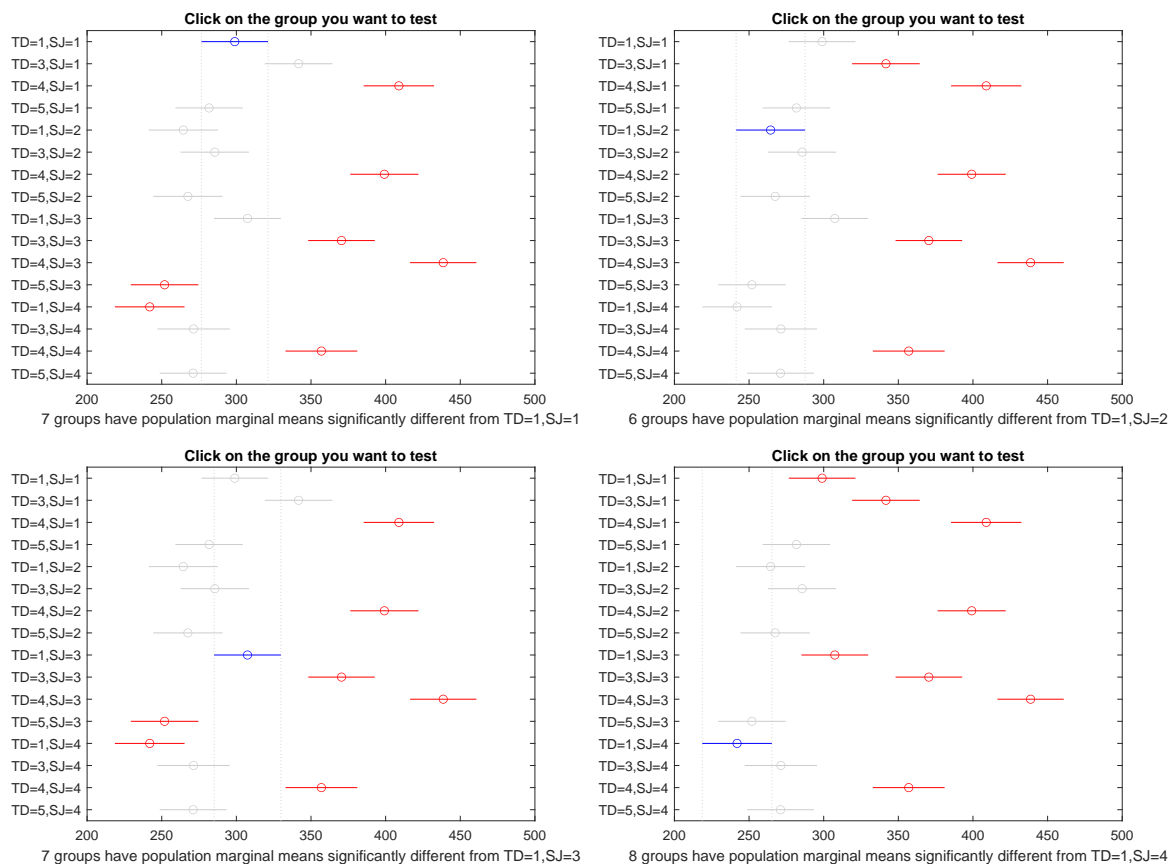 Click on the group you want to test
TD=1,SJ=1
TD=3,SJ=1
TD=4,SJ=1
TD=5,SJ=1
TD=1,SJ=2
TD=3,SJ=2
TD=4,SJ=2
TD=5,SJ=2
TD=1,SJ=3
TD=3,SJ=3
TD=4,SJ=3
TD=5,SJ=3
TD=1,SJ=4
TD=3,SJ=4
TD=4,SJ=4
TD=5,SJ=4
200 250 300 350 400 450 500
7 groups have population marginal means significantly different from TD=1,SJ=1
Click on the group you want to test
TD=1,SJ=1
TD=3,SJ=1
TD=4,SJ=1
TD=5,SJ=1
TD=1,SJ=2
TD=3,SJ=2
TD=4,SJ=2
TD=5,SJ=2
TD=1,SJ=3
TD=3,SJ=3
TD=4,SJ=3
TD=5,SJ=3
TD=1,SJ=4
TD=3,SJ=4
TD=4,SJ=4
TD=5,SJ=4
200 250 300 350 400 450 500
6 groups have population marginal means significantly different from TD=1,SJ=2
Click on the group you want to test
TD=1,SJ=1
TD=3,SJ=1
TD=4,SJ=1
TD=5,SJ=1
TD=1,SJ=2
TD=3,SJ=2
TD=4,SJ=2
TD=5,SJ=2
TD=1,SJ=3
TD=3,SJ=3
TD=4,SJ=3
TD=5,SJ=3
TD=1,SJ=4
TD=3,SJ=4
TD=4,SJ=4
TD=5,SJ=4
200 250 300 350 400 450 500
7 groups have population marginal means significantly different from TD=1,SJ=3
Click on the group you want to test
TD=1,SJ=1
TD=3,SJ=1
TD=4,SJ=1
TD=5,SJ=1
TD=1,SJ=2
TD=3,SJ=2
TD=4,SJ=2
TD=5,SJ=2
TD=1,SJ=3
TD=3,SJ=3
TD=4,SJ=3
TD=5,SJ=3
TD=1,SJ=4
TD=3,SJ=4
TD=4,SJ=4
TD=5,SJ=4
200 250 300 350 400 450 500
8 groups have population marginal means significantly different from TD=1,SJ=4